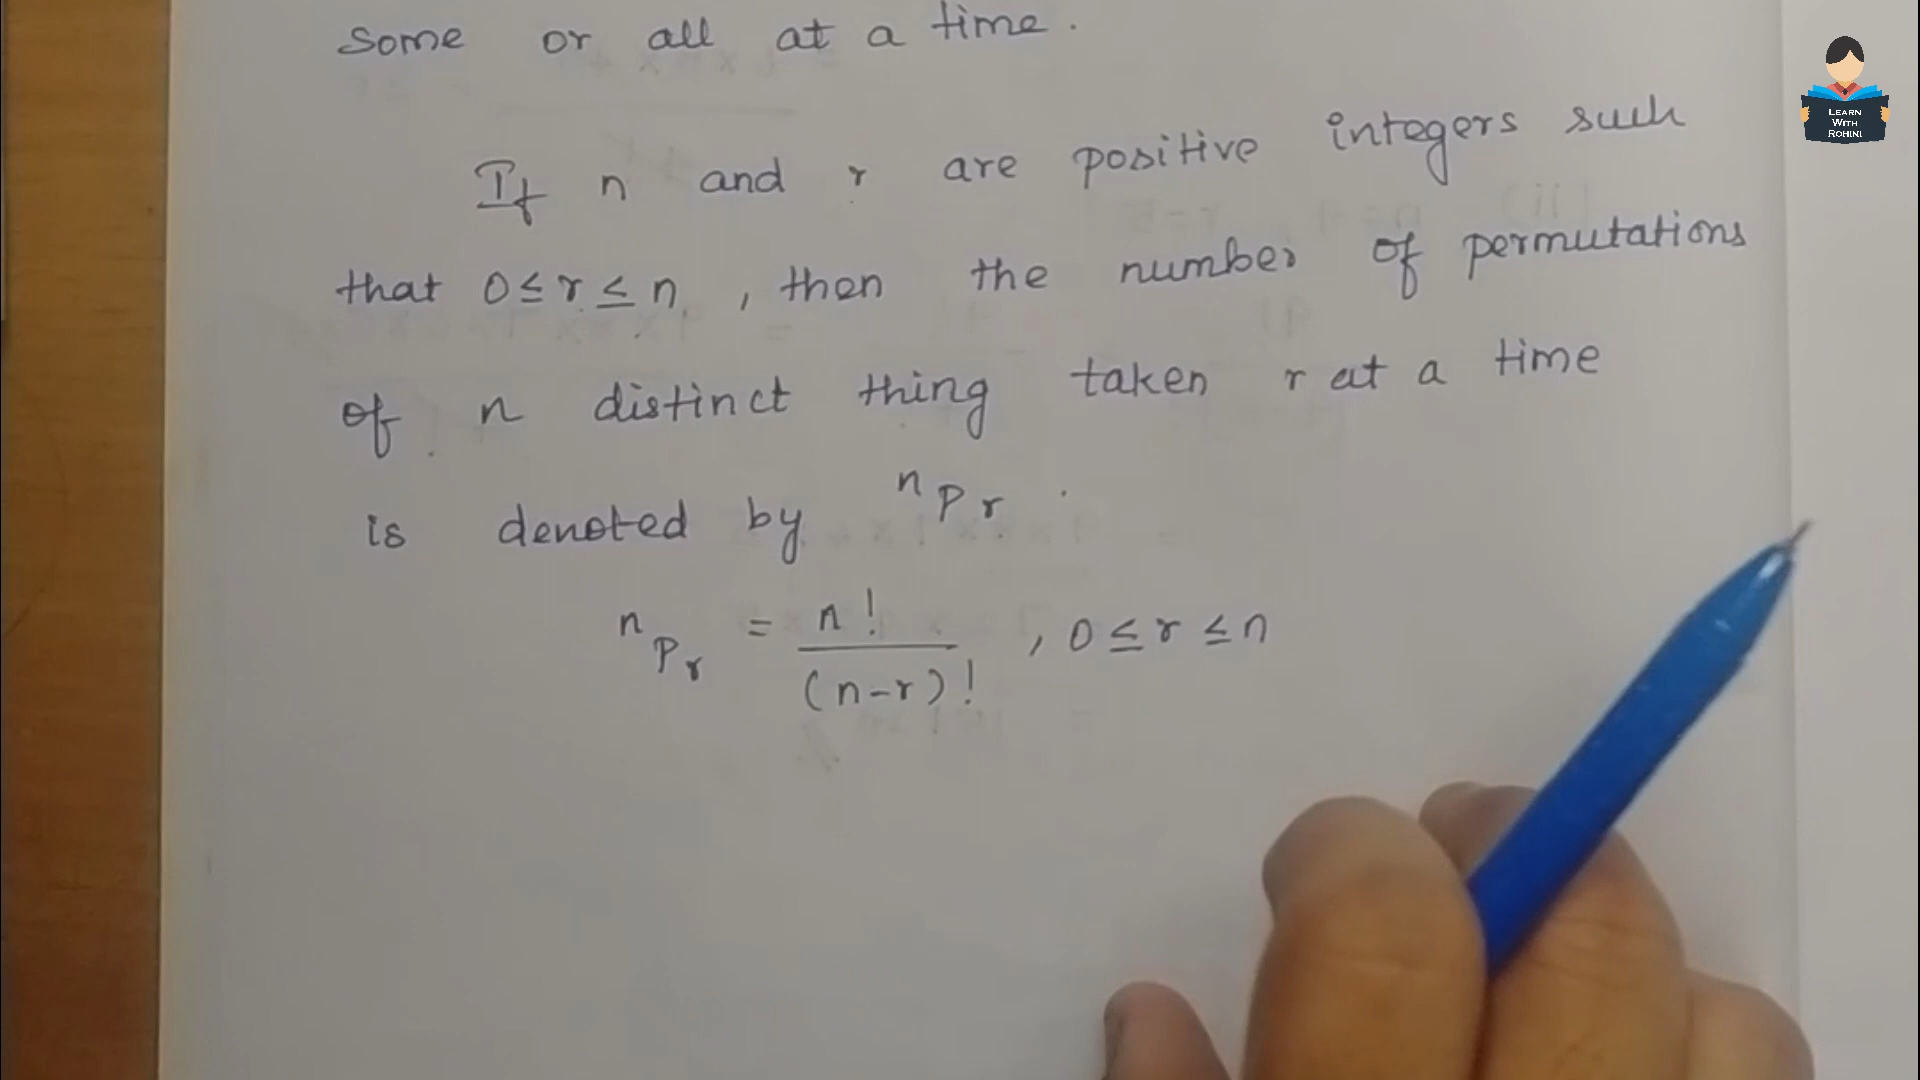 some or all at a time.
If n and r are positive integers such
that 0≤r≤n, then the number of permutations
of n distinct thing taken r at a time
is denoted by ⁿPᵣ.
ⁿPᵣ = n! / (n-r)! , 0≤r≤n
LEARN
WITH
ROHINI